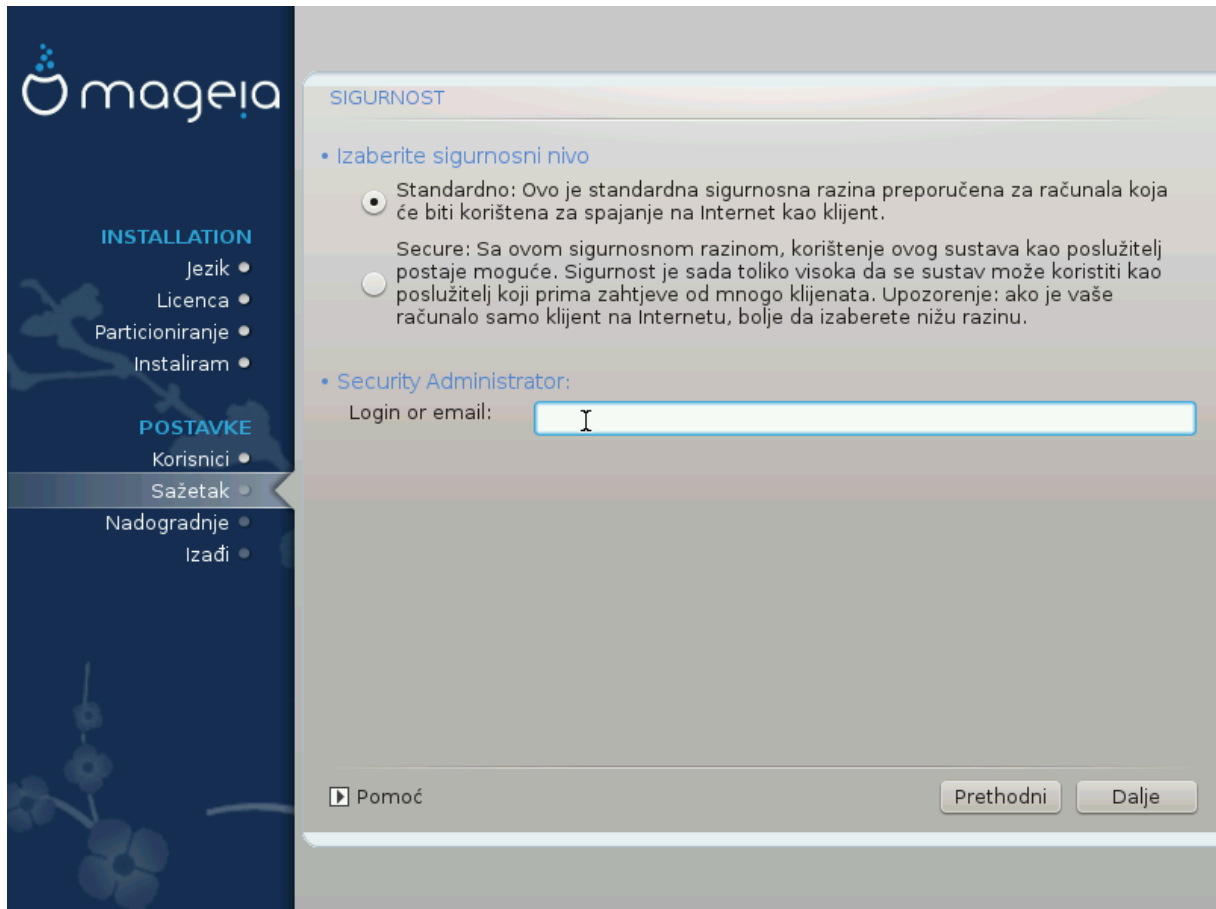 mageia
INSTALLATION
Jezik
Licenca
Particioniranje
Instaliram
POSTAVKE
Korisnici
Sažetak
Nadogradnje
Izađi
SIGURNOST
• Izaberite sigurnosni nivo
Standardno: Ovo je standardna sigurnosna razina preporučena za računala koja
će biti korištena za spajanje na Internet kao klijent.
Secure: Sa ovom sigurnosnom razinom, korištenje ovog sustava kao poslužitelj
postaje moguće. Sigurnost je sada toliko visoka da se sustav može koristiti kao
poslužitelj koji prima zahtjeve od mnogo klijenata. Upozorenje: ako je vaše
računalo samo klijent na Internetu, bolje da izaberete nižu razinu.
• Security Administrator:
Login or email:
Pomoć
Prethodni
Dalje